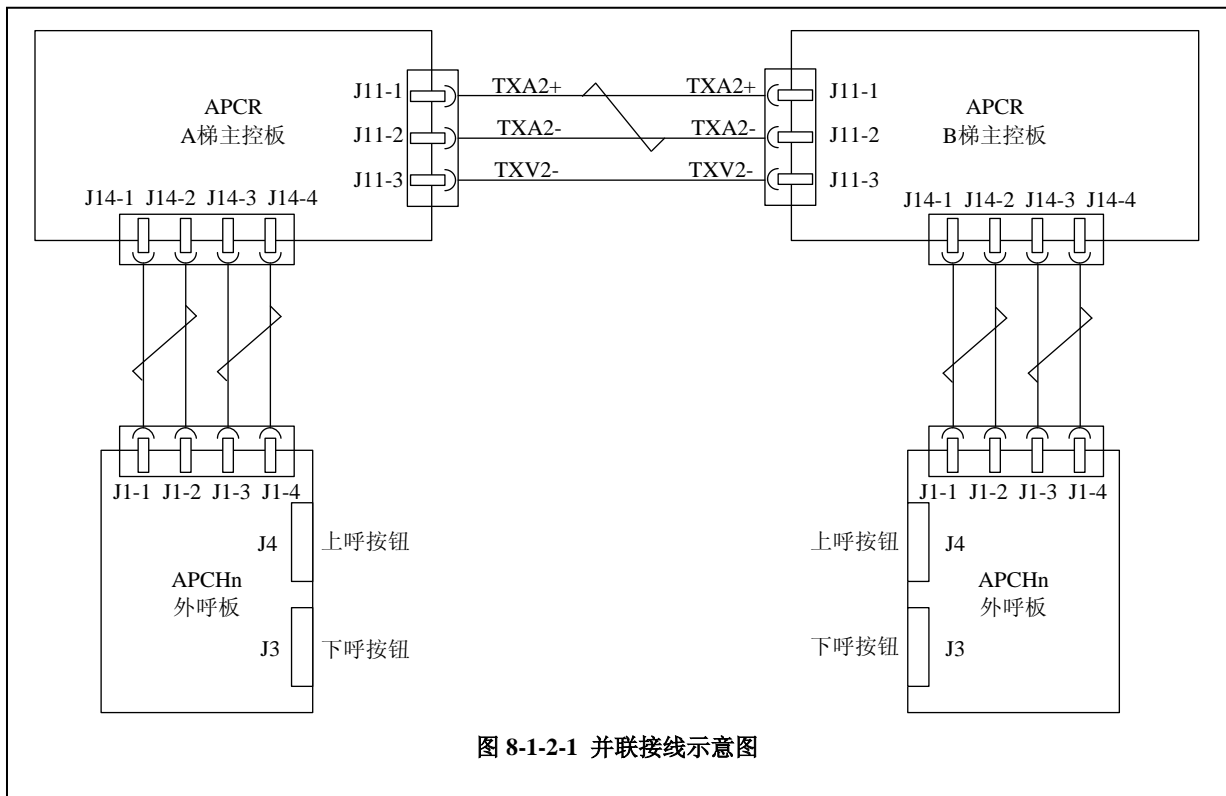 J11-1 TXA2+ TXA2+ J11-1
APCR
A梯主控板
J11-2 TXA2- TXA2- J11-2
APCR
B梯主控板
J11-3 TXV2- TXV2- J11-3
J14-1 J14-2 J14-3 J14-4
J14-1 J14-2 J14-3 J14-4
J1-1 J1-2 J1-3 J1-4
J1-1 J1-2 J1-3 J1-4
J4 上呼按钮
上呼按钮 J4
APCHn
外呼板
APCHn
外呼板
J3 下呼按钮
下呼按钮 J3
图 8-1-2-1 并联接线示意图